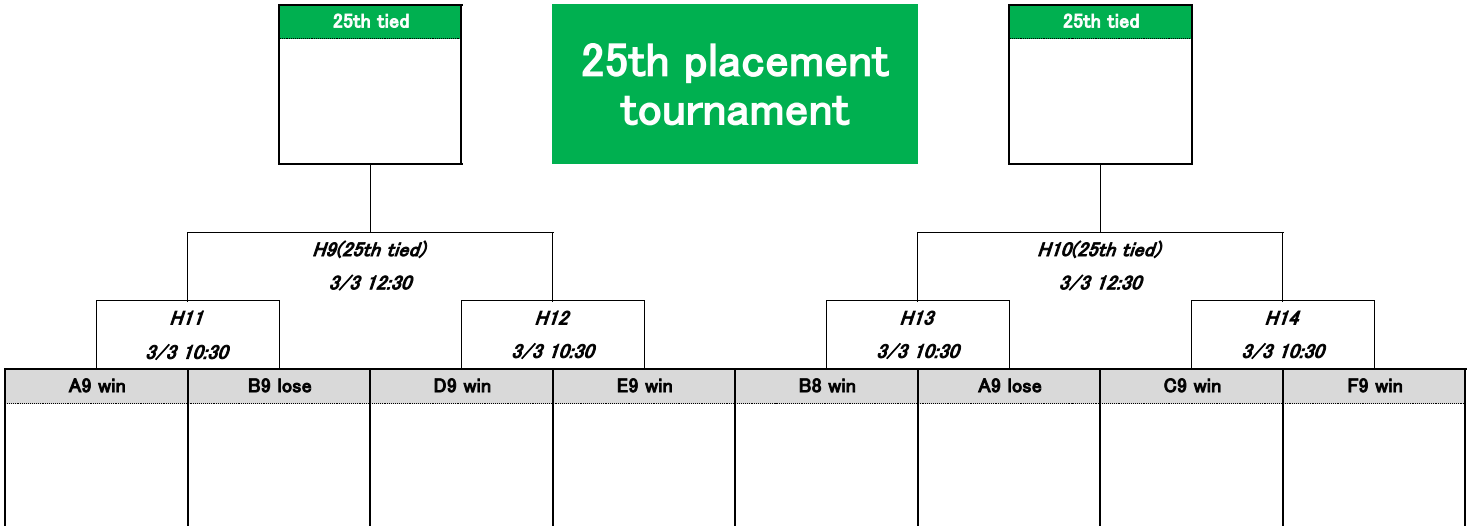 25th tied
25th placement
tournament
25th tied
H9(25th tied)
3/3 12:30
H10(25th tied)
3/3 12:30
H11
3/3 10:30
H12
3/3 10:30
H13
3/3 10:30
H14
3/3 10:30
A9 win
B9 lose
D9 win
E9 win
B8 win
A9 lose
C9 win
F9 win